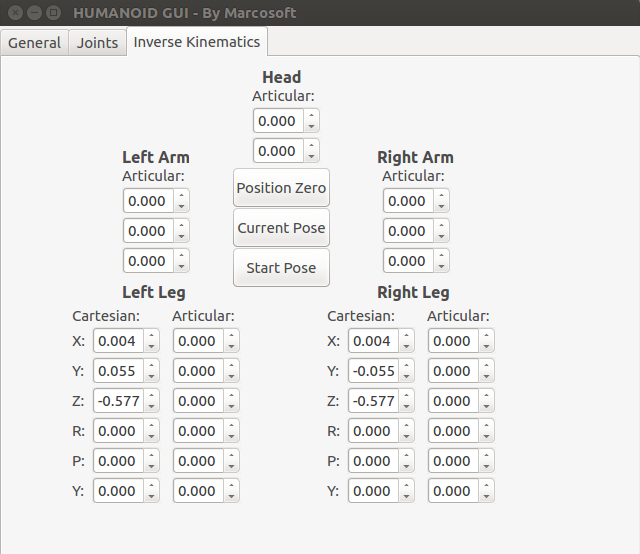 HUMANOID GUI - By Marcosoft
General Joints Inverse Kinematics
Head
Articular:
0.000
0.000
Left Arm Right Arm
Articular: Articular:
Position Zero
0.000 0.000
0.000 Current Pose 0.000
0.000 Start Pose 0.000
Left Leg Right Leg
Cartesian: Articular: Cartesian: Articular:
X: 0.004 0.000 X: 0.004 0.000
Y: 0.055 0.000 Y: -0.055 0.000
Z: -0.577 0.000 Z: -0.577 0.000
R: 0.000 0.000 R: 0.000 0.000
P: 0.000 0.000 P: 0.000 0.000
Y: 0.000 0.000 Y: 0.000 0.000